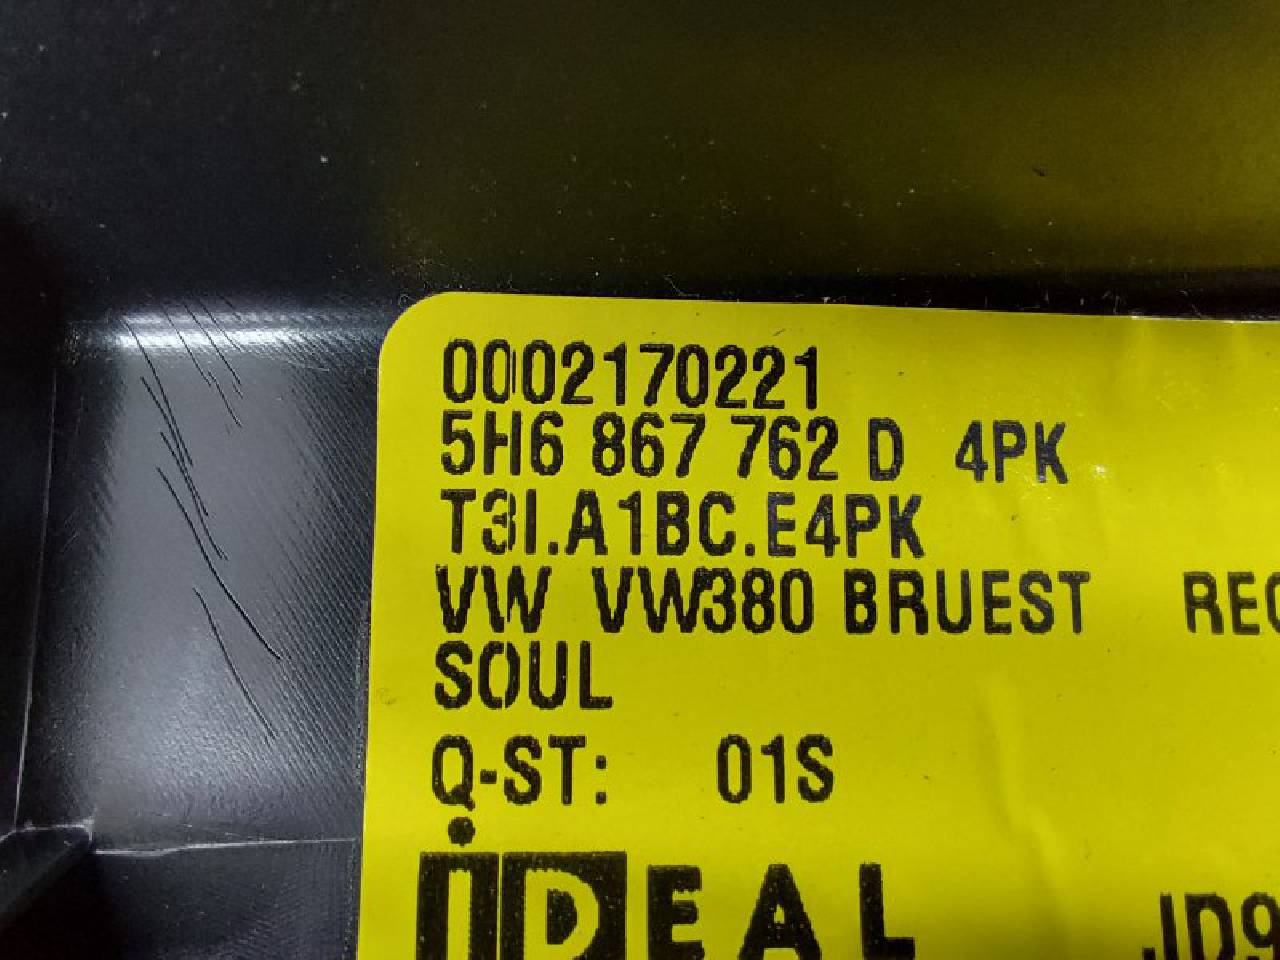 0002170221
5H6 867 762 D 4PK
T3I.A1BC.E4PK
VW VW380 BRUEST
SOUL
Q-ST: 01S
iDEAL